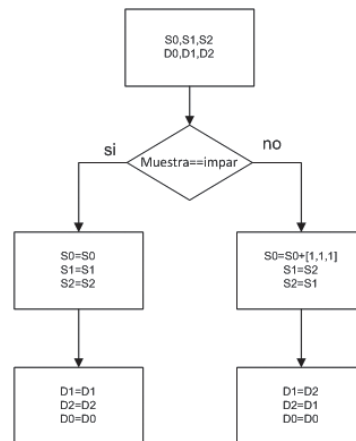 S0,S1,S2
D0,D1,D2
si
no
Muestra==impar
S0=S0
S1=S1
S2=S2
S0=S0+[1,1,1]
S1=S2
S2=S1
D1=D1
D2=D2
D0=D0
D1=D2
D2=D1
D0=D0